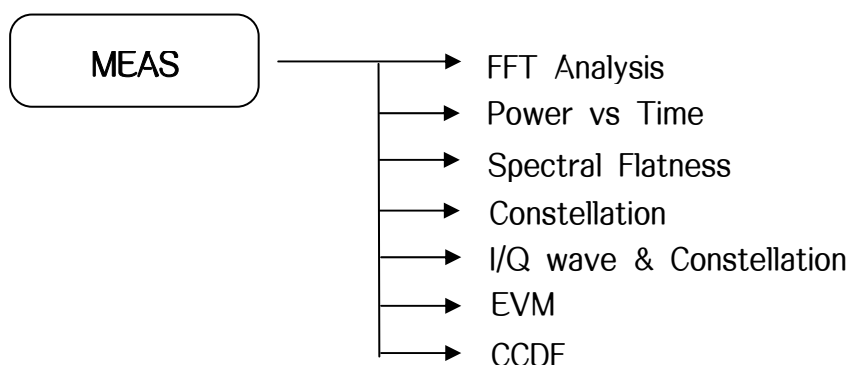 MEAS
FFT Analysis
Power vs Time
Spectral Flatness
Constellation
I/Q wave & Constellation
EVM
CCDF